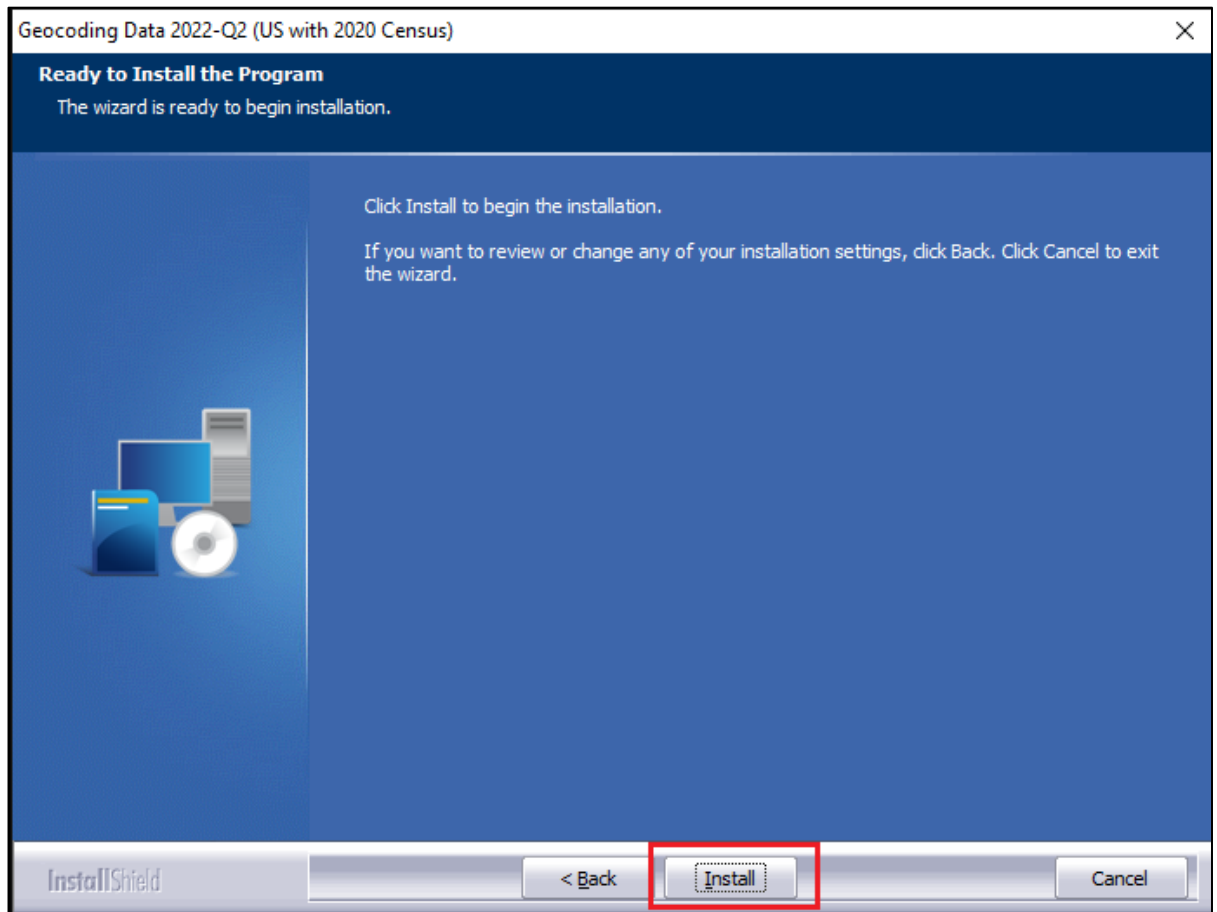 Geocoding Data 2022-Q2 (US with 2020 Census)
Ready to Install the Program
The wizard is ready to begin installation.
Click Install to begin the installation.
If you want to review or change any of your installation settings, click Back. Click Cancel to exit
the wizard.
InstallShield
< Back
Install
Cancel